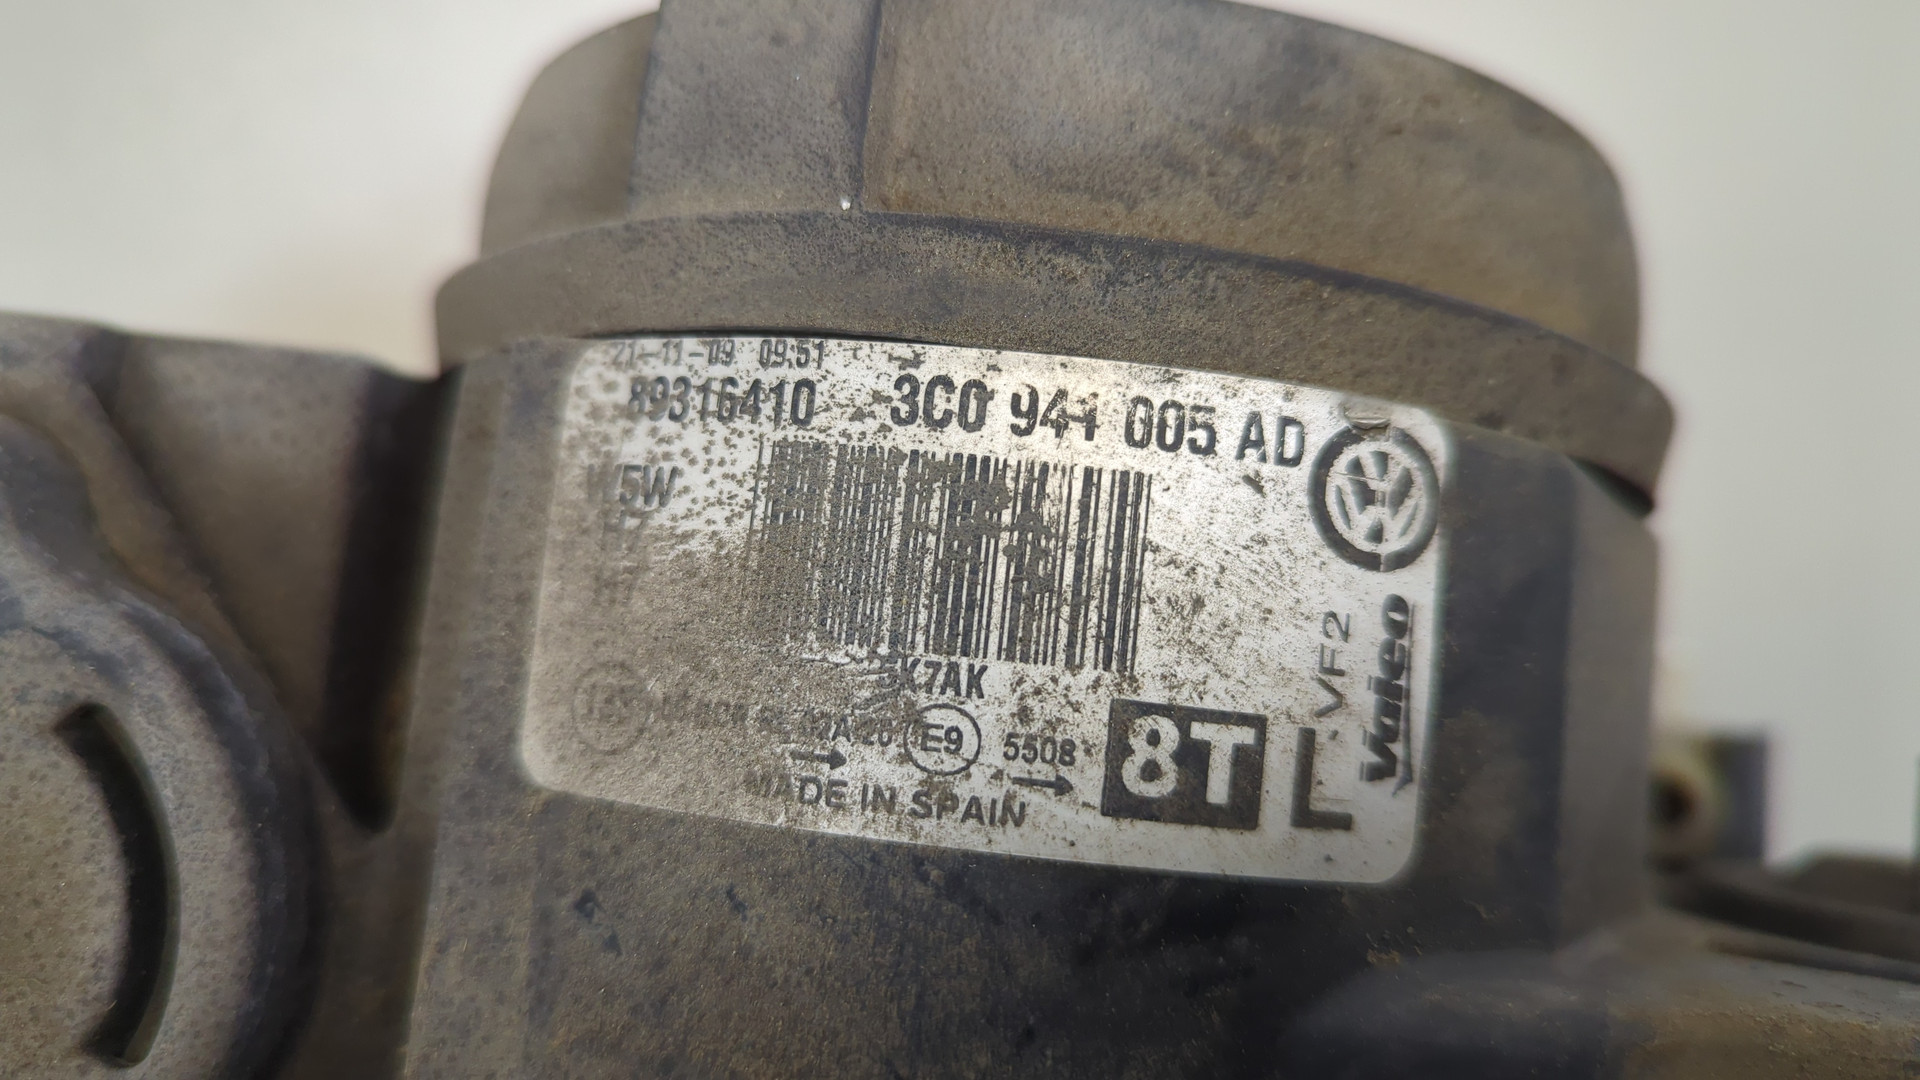 21-11-09 09:51
89316410 3C0 941 005 AD
W5W
H7
VF2
Valeo
K7AK
E9 5508
8T L
MADE IN SPAIN